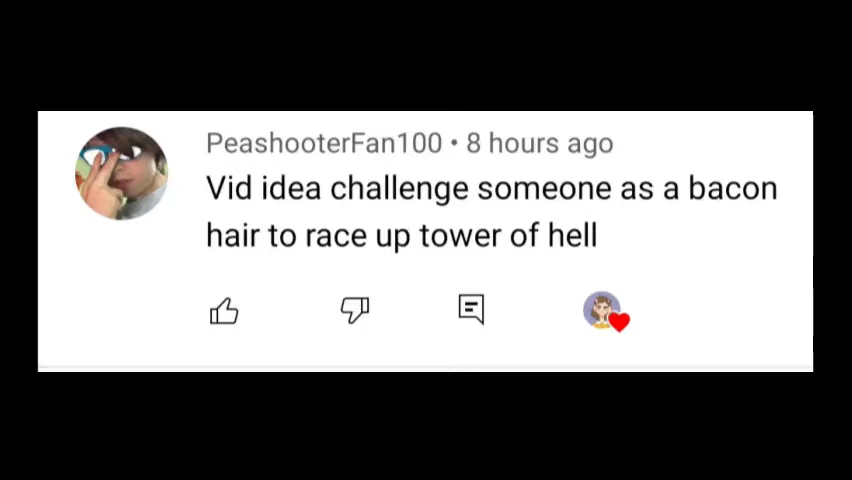 PeashooterFan100 • 8 hours ago
Vid idea challenge someone as a bacon
hair to race up tower of hell